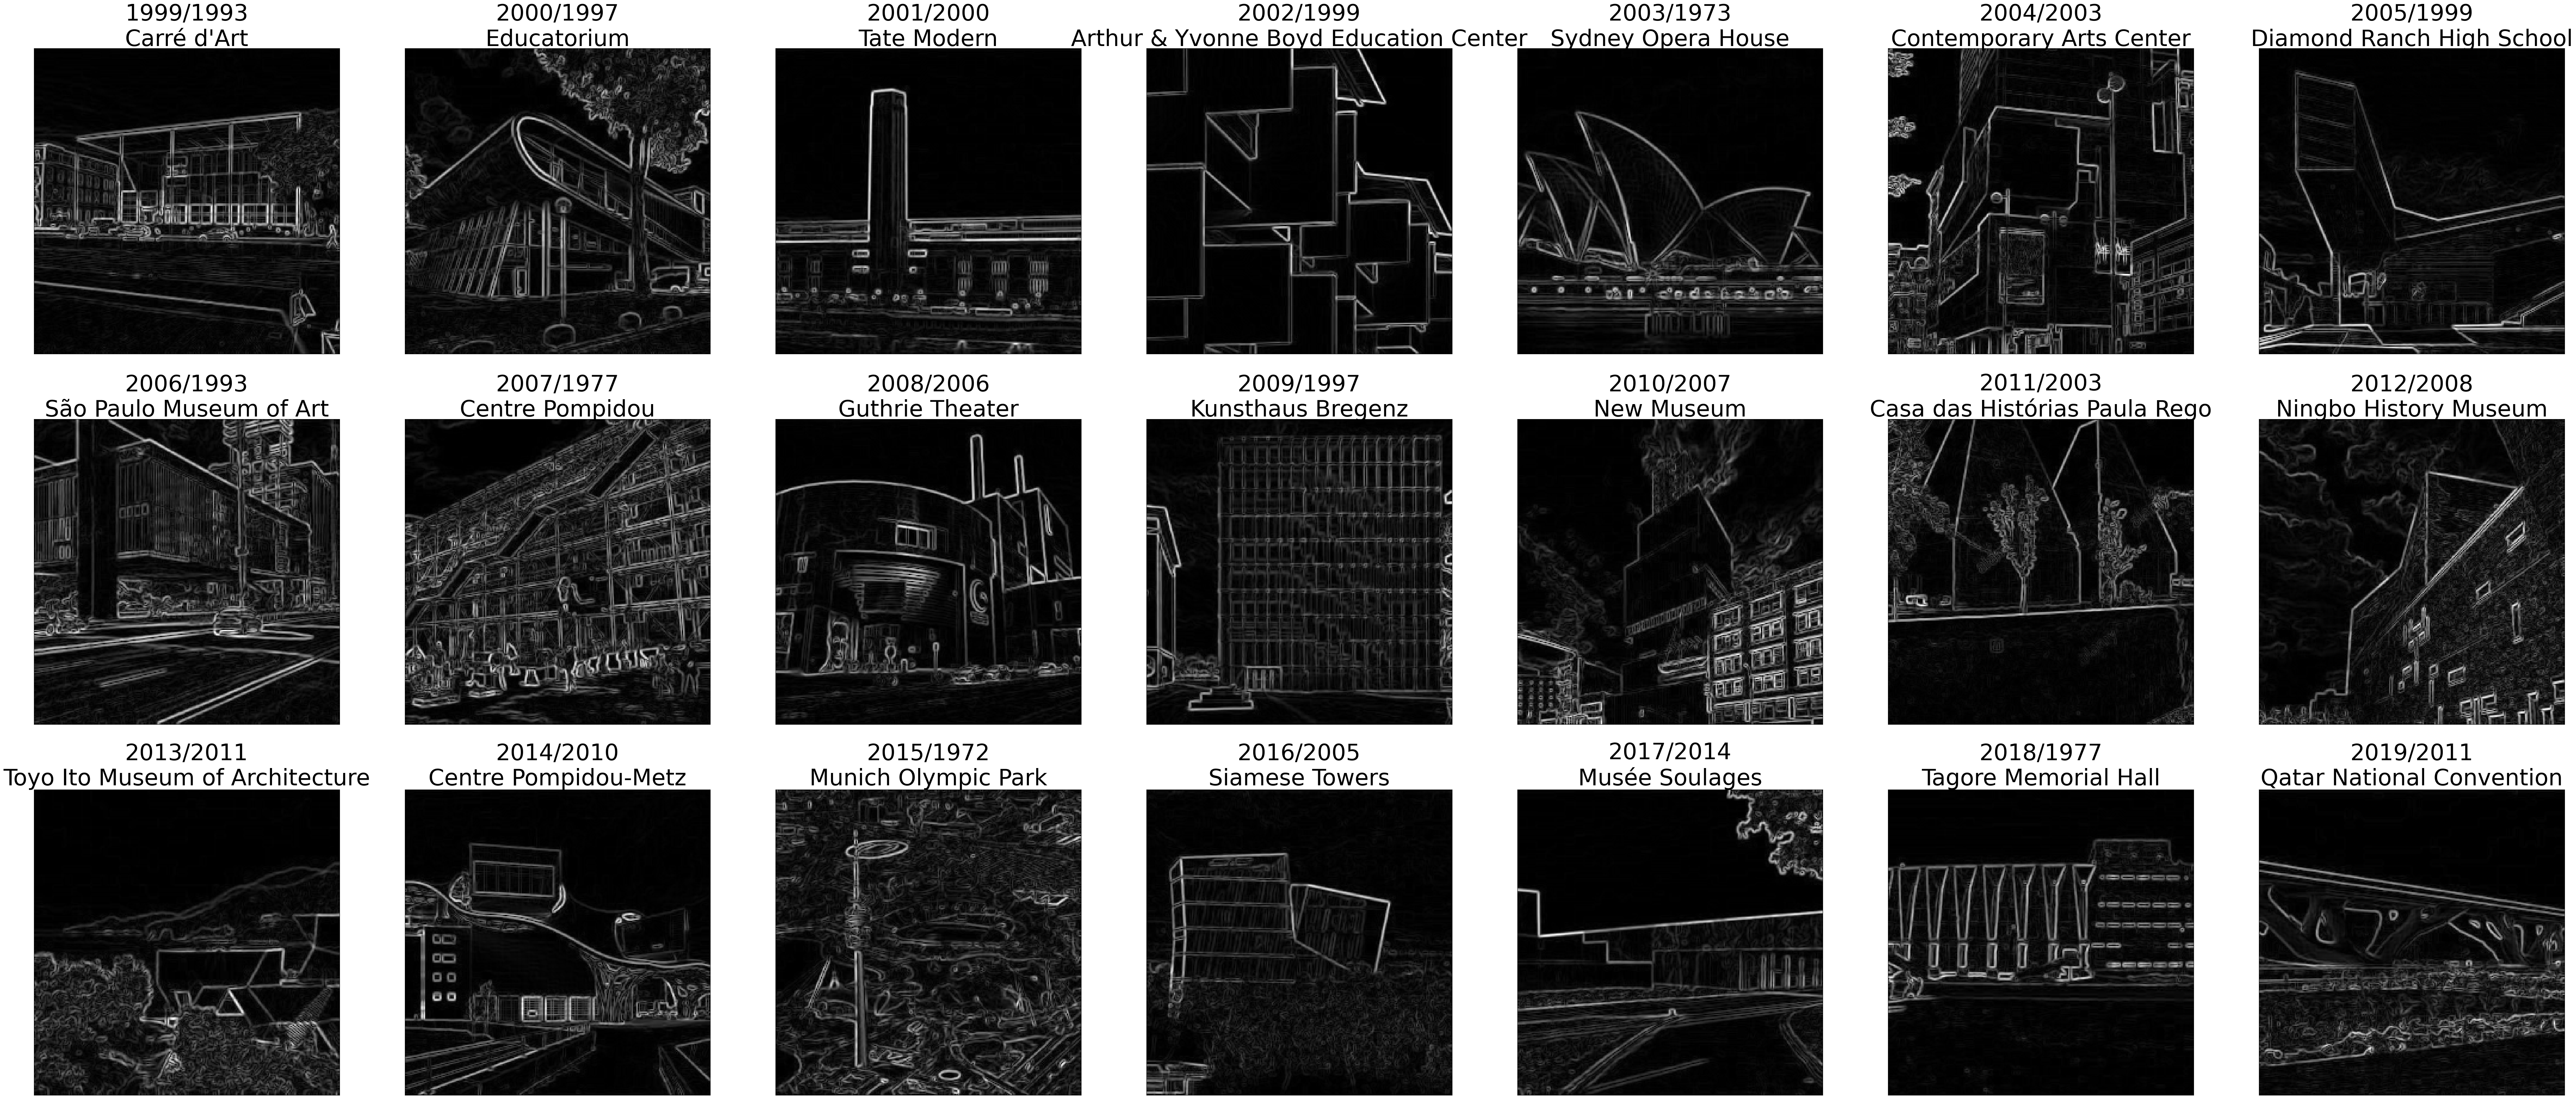 1999/1993
Carré d'Art
2000/1997
Educatorium
2001/2000
Tate Modern
2002/1999
Arthur & Yvonne Boyd Education Center
2003/1973
Sydney Opera House
2004/2003
Contemporary Arts Center
2005/1999
Diamond Ranch High School
2006/1993
São Paulo Museum of Art
2007/1977
Centre Pompidou
2008/2006
Guthrie Theater
2009/1997
Kunsthaus Bregenz
2010/2007
New Museum
2011/2003
Casa das Histórias Paula Rego
2012/2008
Ningbo History Museum
2013/2011
Toyo Ito Museum of Architecture
2014/2010
Centre Pompidou-Metz
2015/1972
Munich Olympic Park
2016/2005
Siamese Towers
2017/2014
Musée Soulages
2018/1977
Tagore Memorial Hall
2019/2011
Qatar National Convention